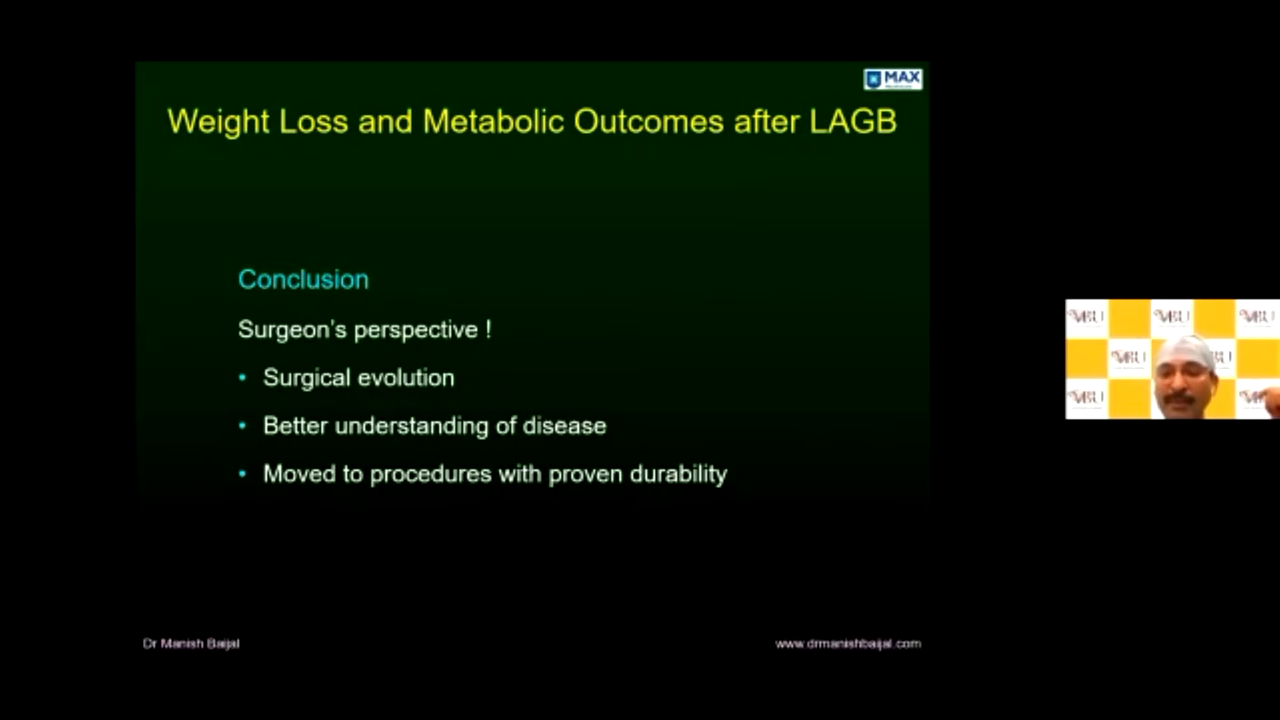 MAX
Weight Loss and Metabolic Outcomes after LAGB
Conclusion
Surgeon's perspective !
• Surgical evolution
• Better understanding of disease
• Moved to procedures with proven durability
Dr Manish Baijal
www.drmanishbaijal.com